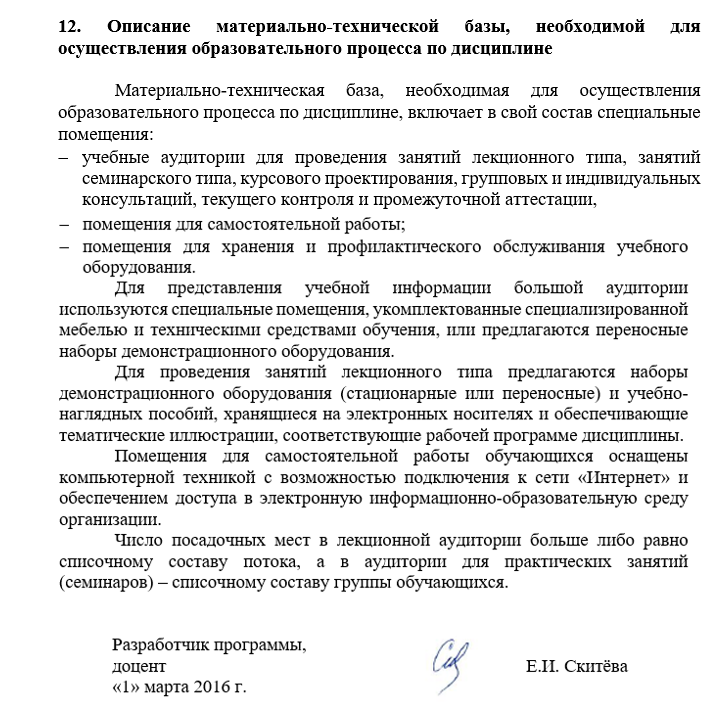 12. Описание материально-технической базы, необходимой для
осуществления образовательного процесса по дисциплине
Материально-техническая база, необходимая для осуществления
образовательного процесса по дисциплине, включает в свой состав специальные
помещения:
– учебные аудитории для проведения занятий лекционного типа, занятий
семинарского типа, курсового проектирования, групповых и индивидуальных
консультаций, текущего контроля и промежуточной аттестации,
– помещения для самостоятельной работы;
– помещения для хранения и профилактического обслуживания учебного
оборудования.
Для представления учебной информации большой аудитории
используются специальные помещения, укомплектованные специализированной
мебелью и техническими средствами обучения, или предлагаются переносные
наборы демонстрационного оборудования.
Для проведения занятий лекционного типа предлагаются наборы
демонстрационного оборудования (стационарные или переносные) и учебно-
наглядных пособий, хранящиеся на электронных носителях и обеспечивающие
тематические иллюстрации, соответствующие рабочей программе дисциплины.
Помещения для самостоятельной работы обучающихся оснащены
компьютерной техникой с возможностью подключения к сети «Интернет» и
обеспечением доступа в электронную информационно-образовательную среду
организации.
Число посадочных мест в лекционной аудитории больше либо равно
списочному составу потока, а в аудитории для практических занятий
(семинаров) – списочному составу группы обучающихся.
Разработчик программы,
доцент Е.И. Скитёва
«1» марта 2016 г.